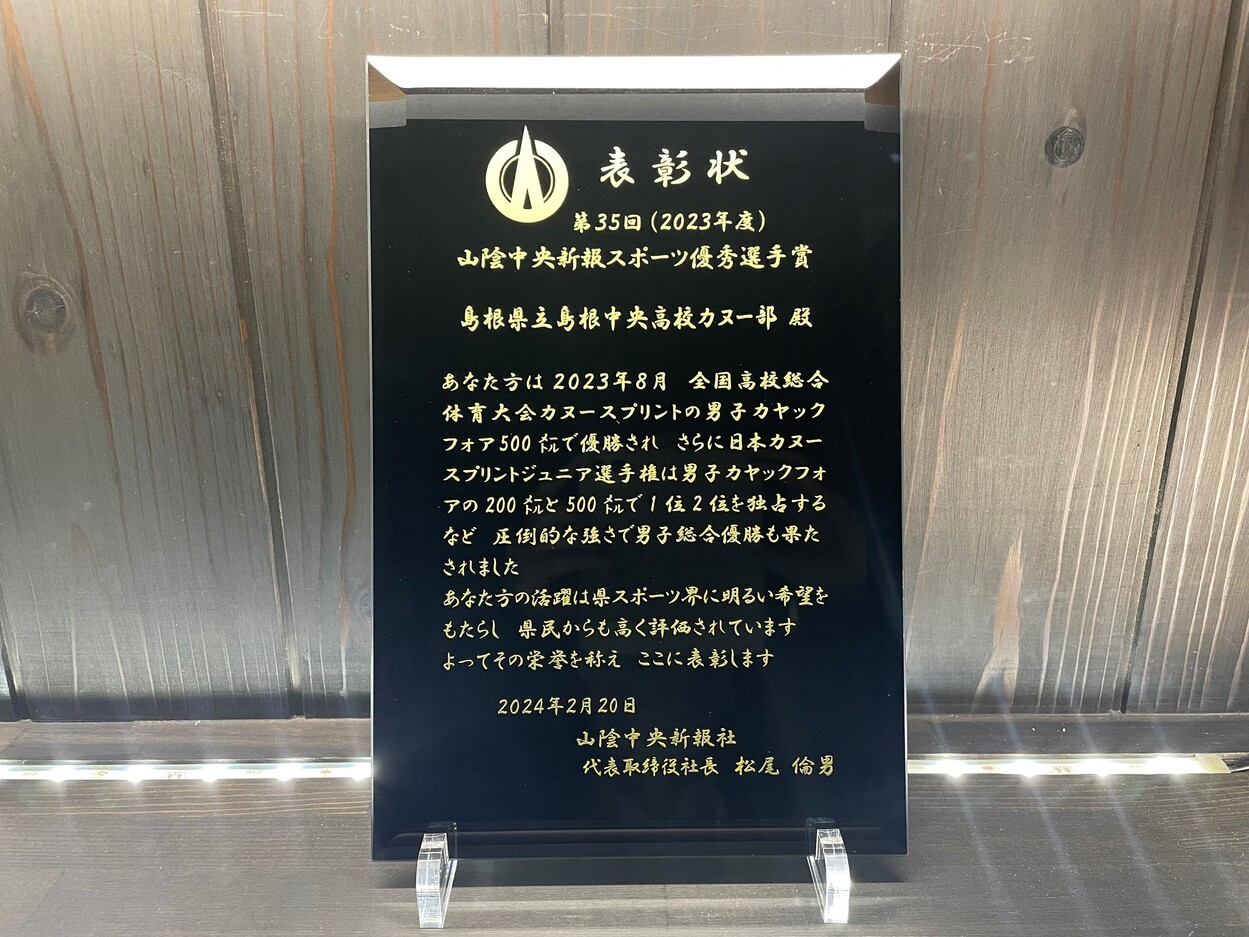 表彰状
第35回(2023年度)
山陰中央新報スポーツ優秀選手賞
島根県立島根中央高校カヌー部 殿
あなた方は 2023年8月 全国高校総合
体育大会カヌースプリントの男子カヤック
フォア500㍍で優勝され さらに日本カヌー
スプリントジュニア選手権は男子カヤックフォ
アの 200㍍と 500㍍で 1位2位を独占する
など 圧倒的な強さで男子総合優勝も果た
されました
あなた方の活躍は県スポーツ界に明るい希望を
もたらし 県民からも高く評価されています
よってその栄誉を称え ここに表彰します
2024年2月20日
山陰中央新報社
代表取締役社長 松尾 倫男